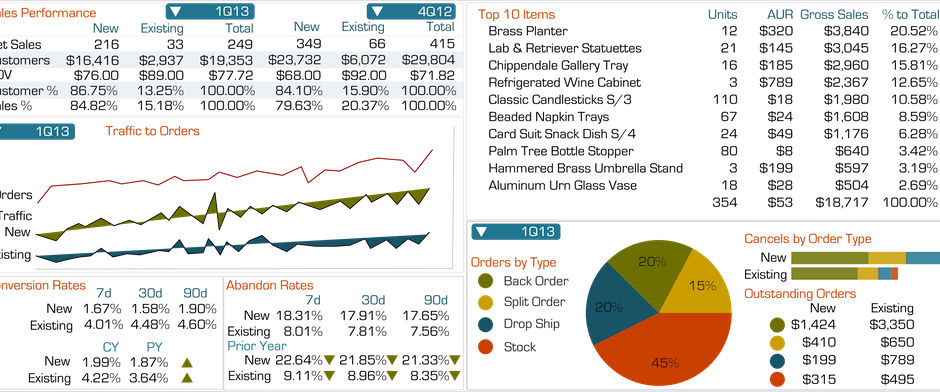 ales Performance 1Q13 4Q12
New Existing Total New Existing Total
et Sales 216 33 249 349 66 415
ustomers $16,416 $2,937 $19,353 $23,732 $6,072 $29,804
OV $76.00 $89.00 $77.72 $68.00 $92.00 $71.82
ustomer % 86.75% 13.25% 100.00% 84.10% 15.90% 100.00%
ales % 84.82% 15.18% 100.00% 79.63% 20.37% 100.00%
1Q13 Traffic to Orders
rders
Traffic
New
xisting
onversion Rates
7d 30d 90d
New 1.67% 1.58% 1.90%
Existing 4.01% 4.48% 4.60%
CY PY
New 1.99% 1.87%
Existing 4.22% 3.64%
Abandon Rates
7d 30d 90d
New 18.31% 17.91% 17.65%
Existing 8.01% 7.81% 7.56%
Prior Year
New 22.64% 21.85% 21.33%
Existing 9.11% 8.96% 8.35%
Top 10 Items Units AUR Gross Sales % to Total
Brass Planter 12 $320 $3,840 20.52%
Lab & Retriever Statuettes 21 $145 $3,045 16.27%
Chippendale Gallery Tray 16 $185 $2,960 15.81%
Refrigerated Wine Cabinet 3 $789 $2,367 12.65%
Classic Candlesticks S/3 110 $18 $1,980 10.58%
Beaded Napkin Trays 67 $24 $1,608 8.59%
Card Suit Snack Dish S/4 24 $49 $1,176 6.28%
Palm Tree Bottle Stopper 80 $8 $640 3.42%
Hammered Brass Umbrella Stand 3 $199 $597 3.19%
Aluminum Urn Glass Vase 18 $28 $504 2.69%
354 $53 $18,717 100.00%
1Q13
Orders by Type
Back Order
Split Order
Drop Ship
Stock
20%
15%
20%
45%
Cancels by Order Type
New
Existing
Outstanding Orders
New Existing
$1,424 $3,350
$410 $650
$199 $789
$315 $495